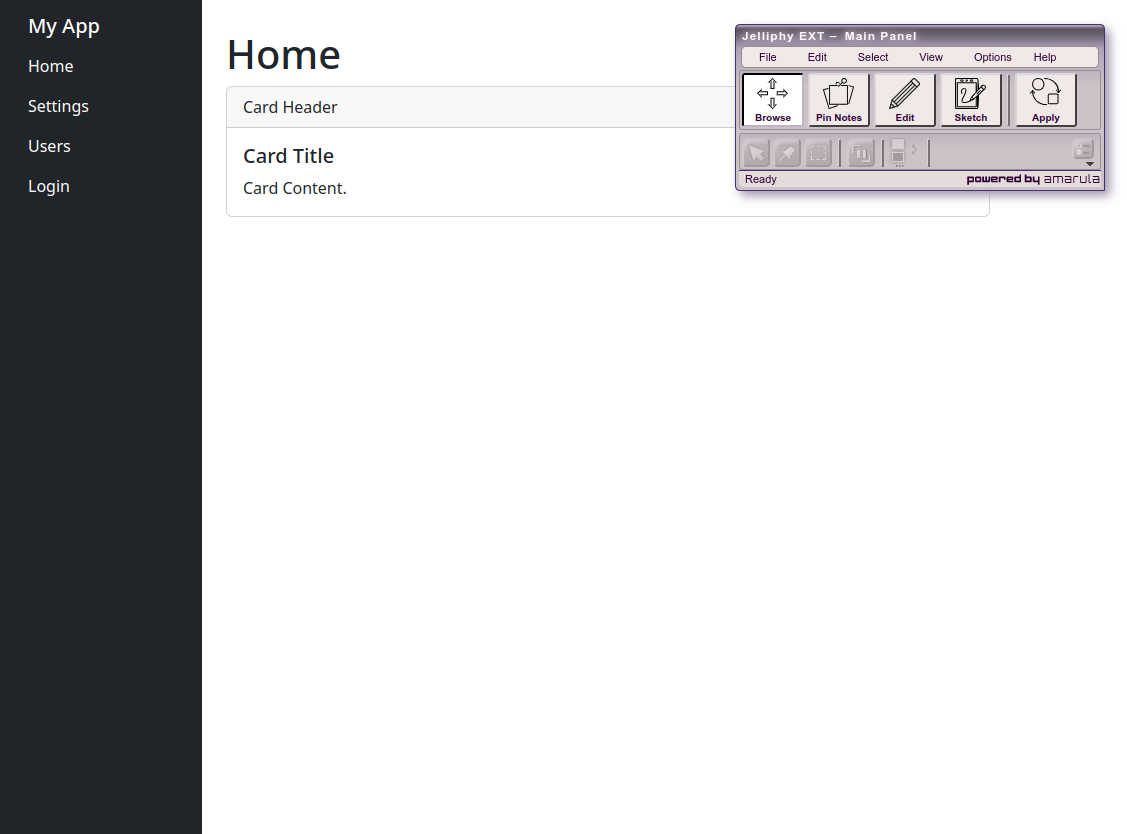 My App
Home
Settings
Users
Login
Home
Card Header
Card Title
Card Content.
Jelliphy EXT – Main Panel
File Edit Select View Options Help
Browse Pin Notes Edit Sketch Apply
Ready powered by amarula